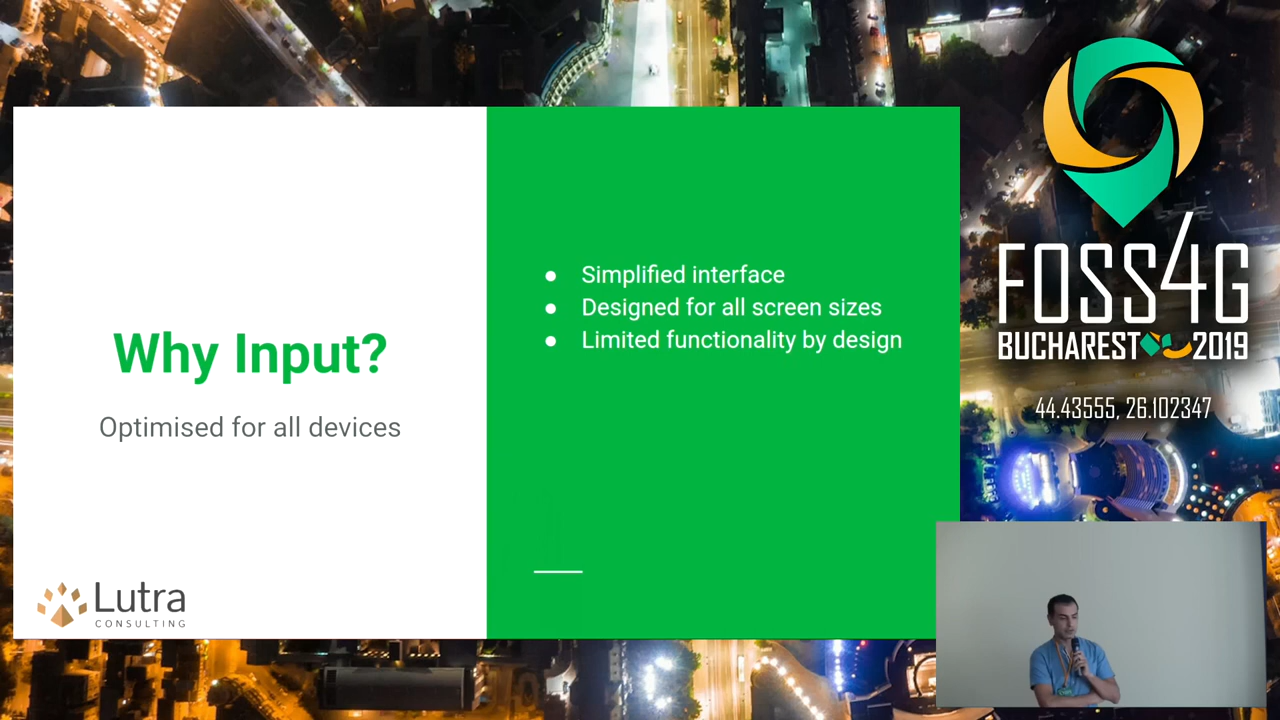 Why Input?
Optimised for all devices
Lutra
CONSULTING
● Simplified interface
● Designed for all screen sizes
● Limited functionality by design
FOSS4G
BUCHAREST 2019
44.43555, 26.102347